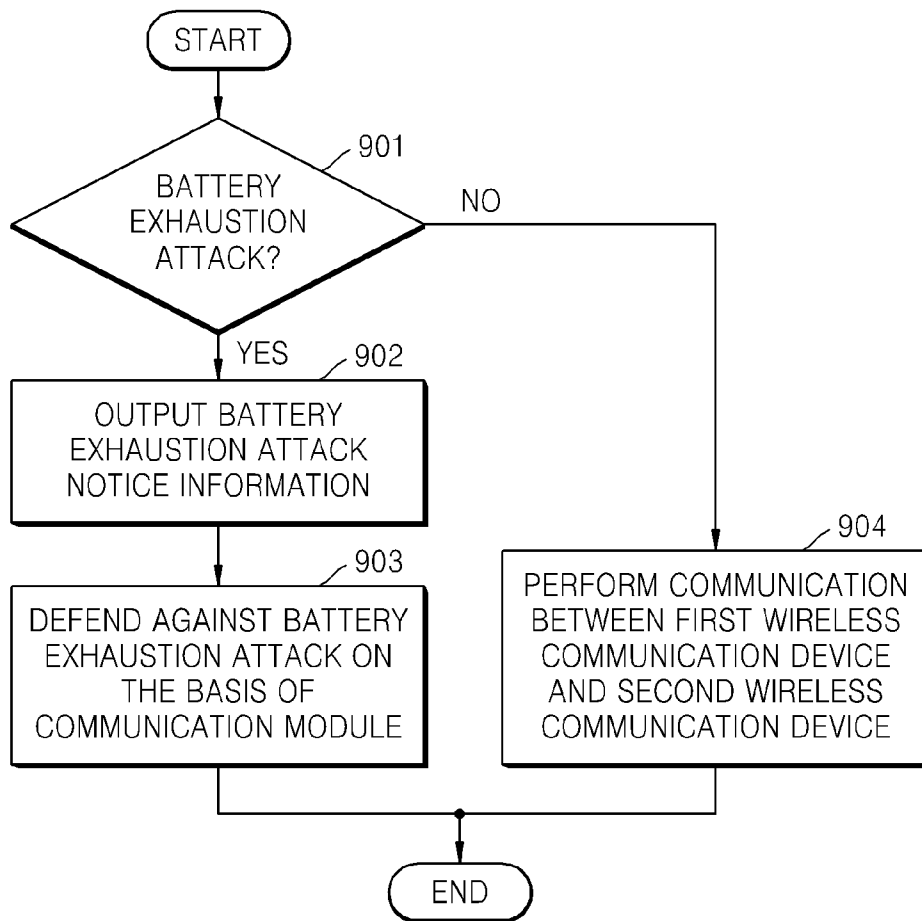 START
901
BATTERY
EXHAUSTION
ATTACK?
NO
YES
902
OUTPUT BATTERY
EXHAUSTION ATTACK
NOTICE INFORMATION
903
DEFEND AGAINST BATTERY
EXHAUSTION ATTACK ON
THE BASIS OF
COMMUNICATION MODULE
904
PERFORM COMMUNICATION
BETWEEN FIRST WIRELESS
COMMUNICATION DEVICE
AND SECOND WIRELESS
COMMUNICATION DEVICE
END